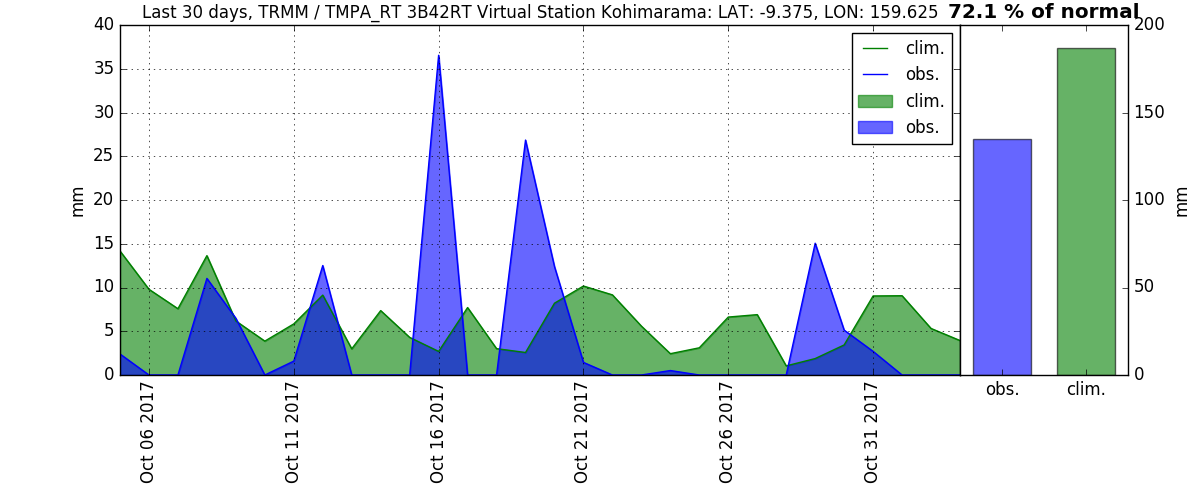 Last 30 days, TRMM / TMPA_RT 3B42RT Virtual Station Kohimarama: LAT: -9.375, LON: 159.625 72.1 % of normal
40
35
30
25
20
15
10
5
0
mm
clim.
obs.
clim.
obs.
200
150
100
50
0
mm
Oct 06 2017
Oct 11 2017
Oct 16 2017
Oct 21 2017
Oct 26 2017
Oct 31 2017
obs.
clim.